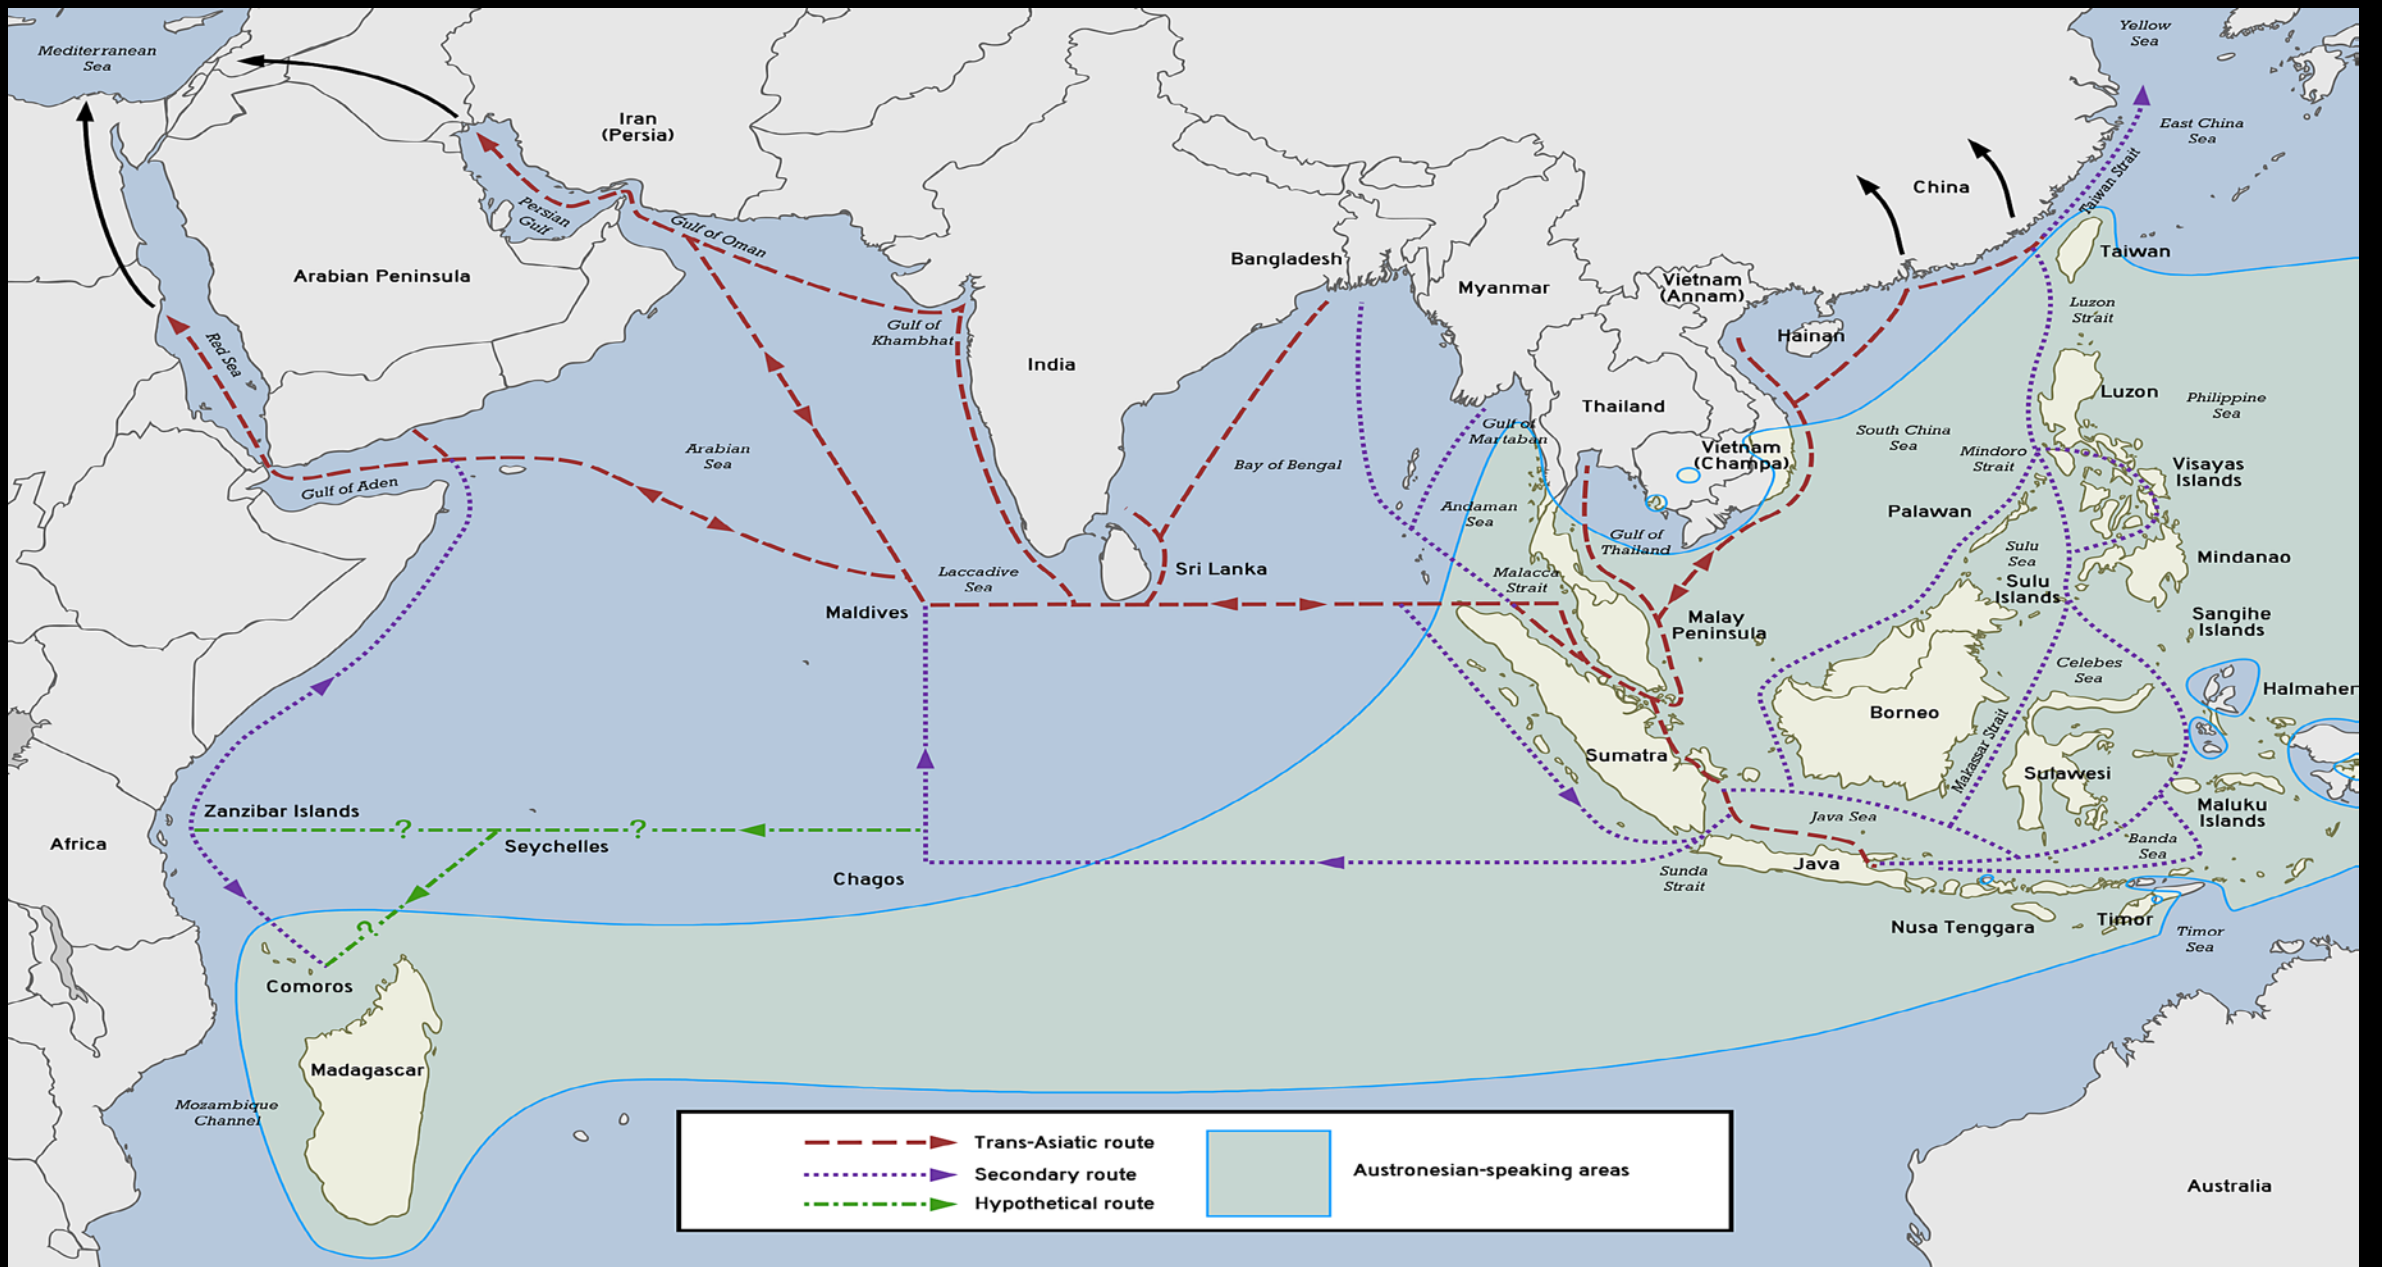 Mediterranean
Sea
Yellow
Sea
Iran
(Persia)
East China
Sea
Taiwan Strait
China
Persian
Gulf
Gulf of Oman
Arabian Peninsula
Bangladesh
Myanmar
Vietnam
(Annam)
Taiwan
Luzon
Strait
Hainan
Red Sea
Gulf of
Khambhat
India
Thailand
Luzon
Philippine
Sea
Gulf of
Martaban
South China
Sea
Vietnam
(Champa)
Mindoro
Strait
Visayas
Islands
Arabian
Sea
Bay of Bengal
Gulf of Aden
Andaman
Sea
Palawan
Gulf of
Thailand
Sulu
Sea
Mindanao
Laccadive
Sea
Sri Lanka
Malacca
Strait
Sulu
Islands
Maldives
Malay
Peninsula
Sangihe
Islands
Celebes
Sea
Halmaher
Borneo
Makassar Strait
Sumatra
Sulawesi
Zanzibar Islands
Maluku
Islands
Java Sea
? ?
Africa
Seychelles
Banda
Sea
Java
Chagos
Sunda
Strait
?
Nusa Tenggara
Timor
Timor
Sea
Comoros
Madagascar
Mozambique
Channel
Trans-Asiatic route
Secondary route
Hypothetical route
Austronesian-speaking areas
Australia